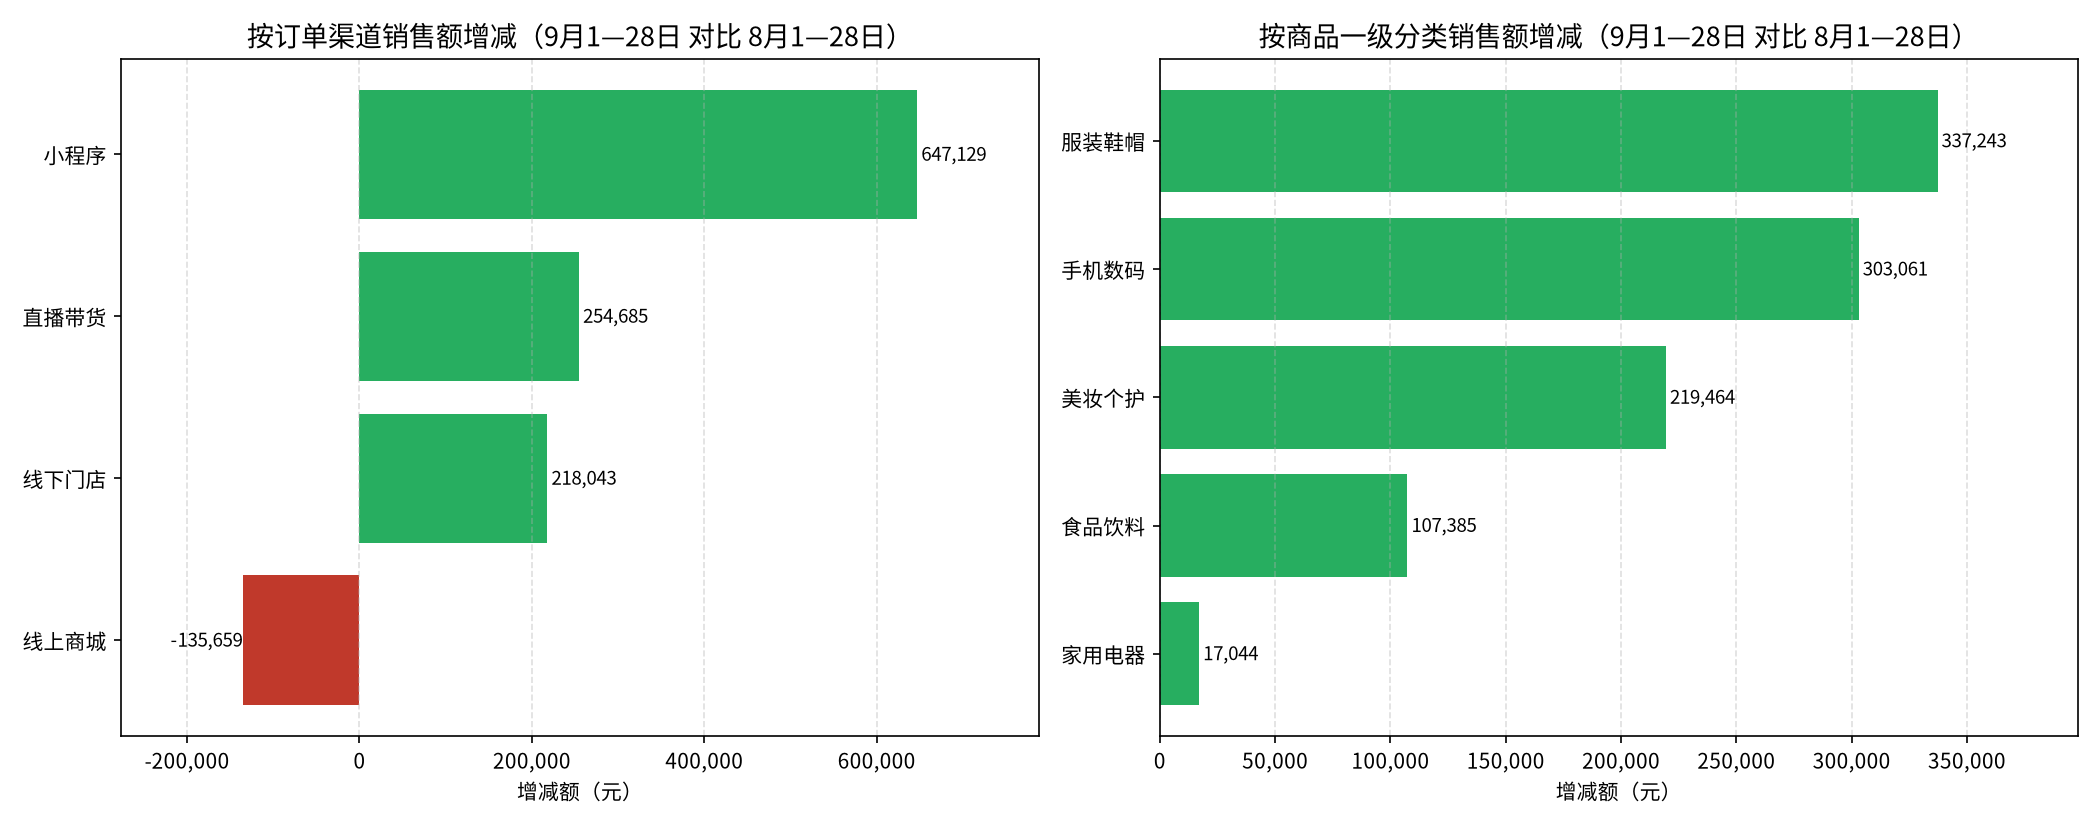 按订单渠道销售额增减（9月1—28日 对比 8月1—28日）
小程序
647,129
直播带货
254,685
线下门店
218,043
线上商城
-135,659
-200,000
0
200,000
400,000
600,000
增减额（元）
按商品一级分类销售额增减（9月1—28日 对比 8月1—28日）
服装鞋帽
337,243
手机数码
303,061
美妆个护
219,464
食品饮料
107,385
家用电器
17,044
0
50,000
100,000
150,000
200,000
250,000
300,000
350,000
增减额（元）